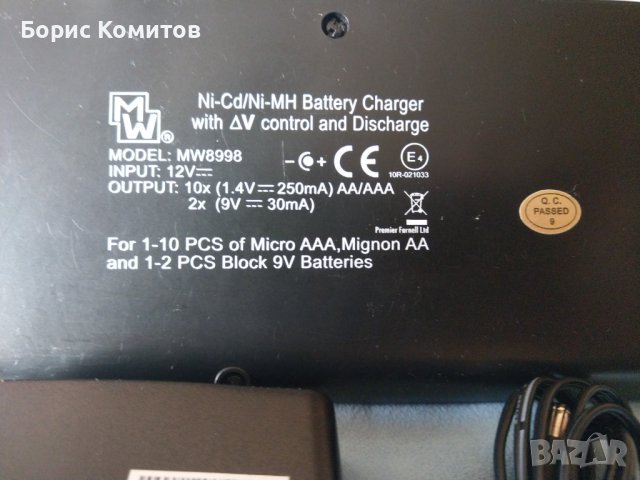 Борис Комитов
MW®
Ni-Cd/Ni-MH Battery Charger
with ΔV control and Discharge
MODEL: MW8998
INPUT: 12V⎓
OUTPUT: 10x (1.4V⎓ 250mA) AA/AAA
2x (9V ⎓ 30mA)
- +
CE
E4
10R-021033
Premier Farnell Ltd
For 1-10 PCS of Micro AAA,Mignon AA
and 1-2 PCS Block 9V Batteries
Q. C.
PASSED
9
BAZAR